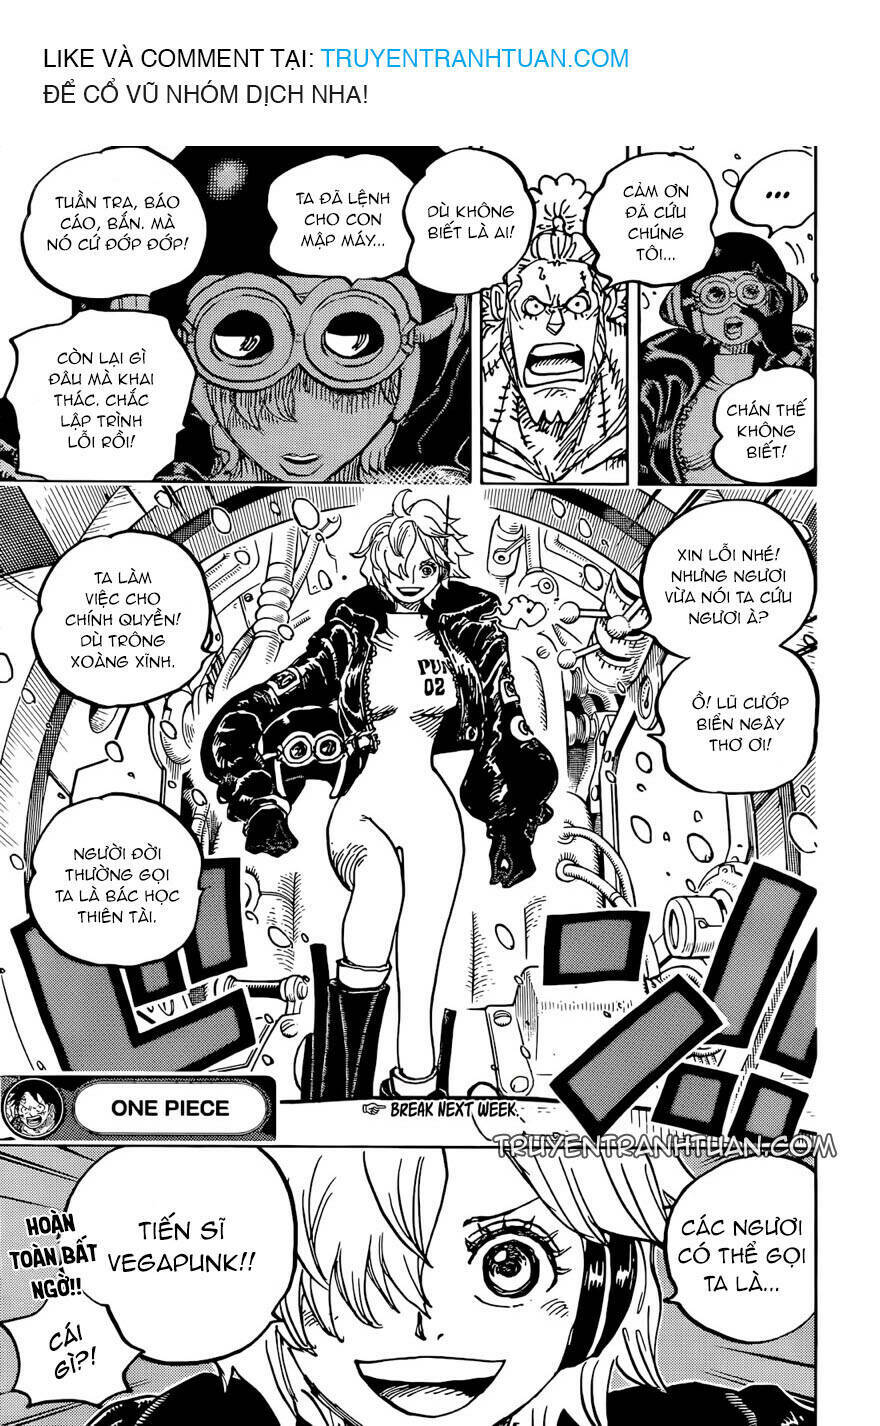 LIKE VÀ COMMENT TẠI: TRUYENTRANHTUAN.COM
ĐỂ CỔ VŨ NHÓM DỊCH NHA!
...
CẢM ƠN
ĐÃ CỨU
CHÚNG
TÔI...
CHÁN THẾ
KHÔNG
BIẾT!
DÙ KHÔNG
BIẾT LÀ AI!
TA ĐÃ LỆNH
CHO CON
MẬP MÁY...
TUẦN TRA, BÁO
CÁO, BẮN. MÀ
NÓ CỨ ĐỚP ĐỚP!
CÒN LẠI GÌ
ĐÂU MÀ KHAI
THÁC. CHẮC
LẬP TRÌNH
LỖI RỒI!
XIN LỖI NHÉ!
NHƯNG NGƯƠI
VỪA NÓI TA CỨU
NGƯƠI À?
Ồ! LŨ CƯỚP
BIỂN NGÂY
THƠ ƠI!
TA LÀM
VIỆC CHO
CHÍNH QUYỀN!
DÙ TRÔNG
XOÀNG XĨNH.
PUN
02
NGƯỜI ĐỜI
THƯỜNG GỌI
TA LÀ BÁC HỌC
THIÊN TÀI.
ONE PIECE
☞ BREAK NEXT WEEK.
TRUYENTRANHTUAN.COM
CÁC NGƯƠI
CÓ THỂ GỌI
TA LÀ...
TIẾN SĨ
VEGAPUNK!!
HOÀN
TOÀN BẤT
NGỜ!!
CÁI
GÌ?!